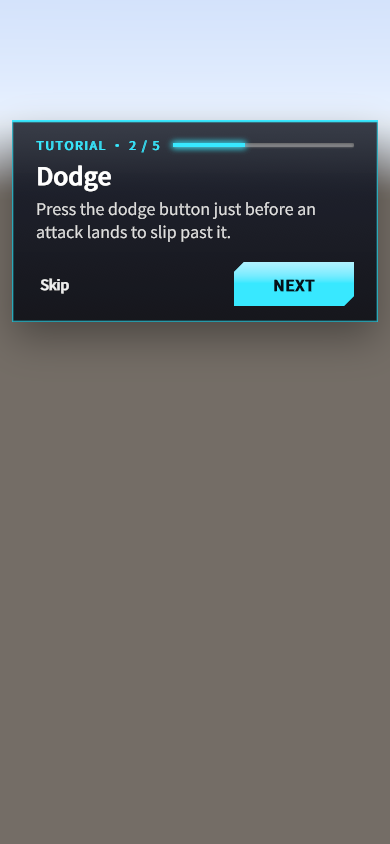 TUTORIAL • 2 / 5
Dodge
Press the dodge button just before an
attack lands to slip past it.
Skip
NEXT